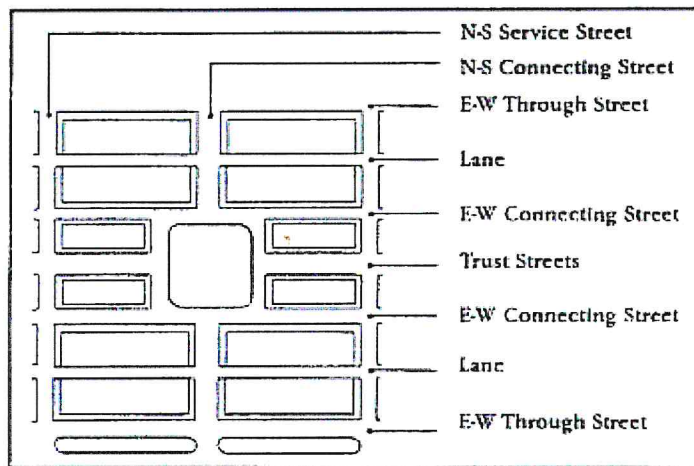 N-S Service Street
N-S Connecting Street
E-W Through Street
Lane
E-W Connecting Street
Trust Streets
E-W Connecting Street
Lane
E-W Through Street